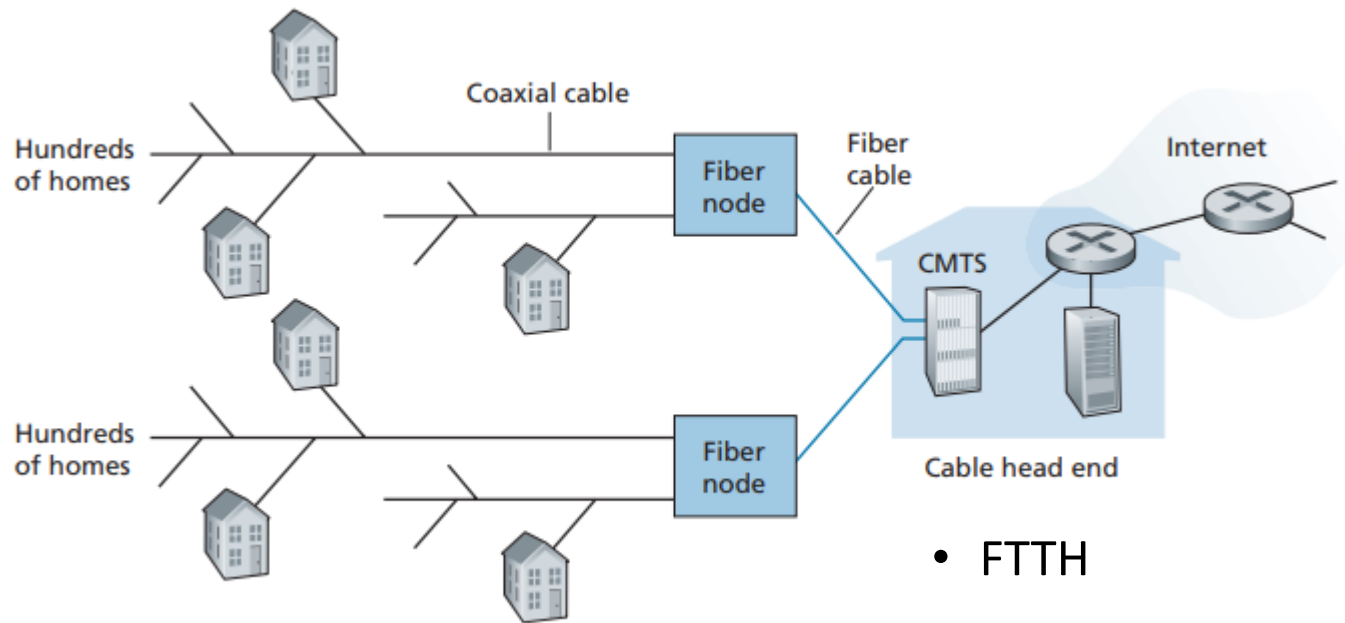 Coaxial cable
Hundreds
of homes
Fiber
node
Fiber
cable
Internet
CMTS
Hundreds
of homes
Fiber
node
Cable head end
• FTTH